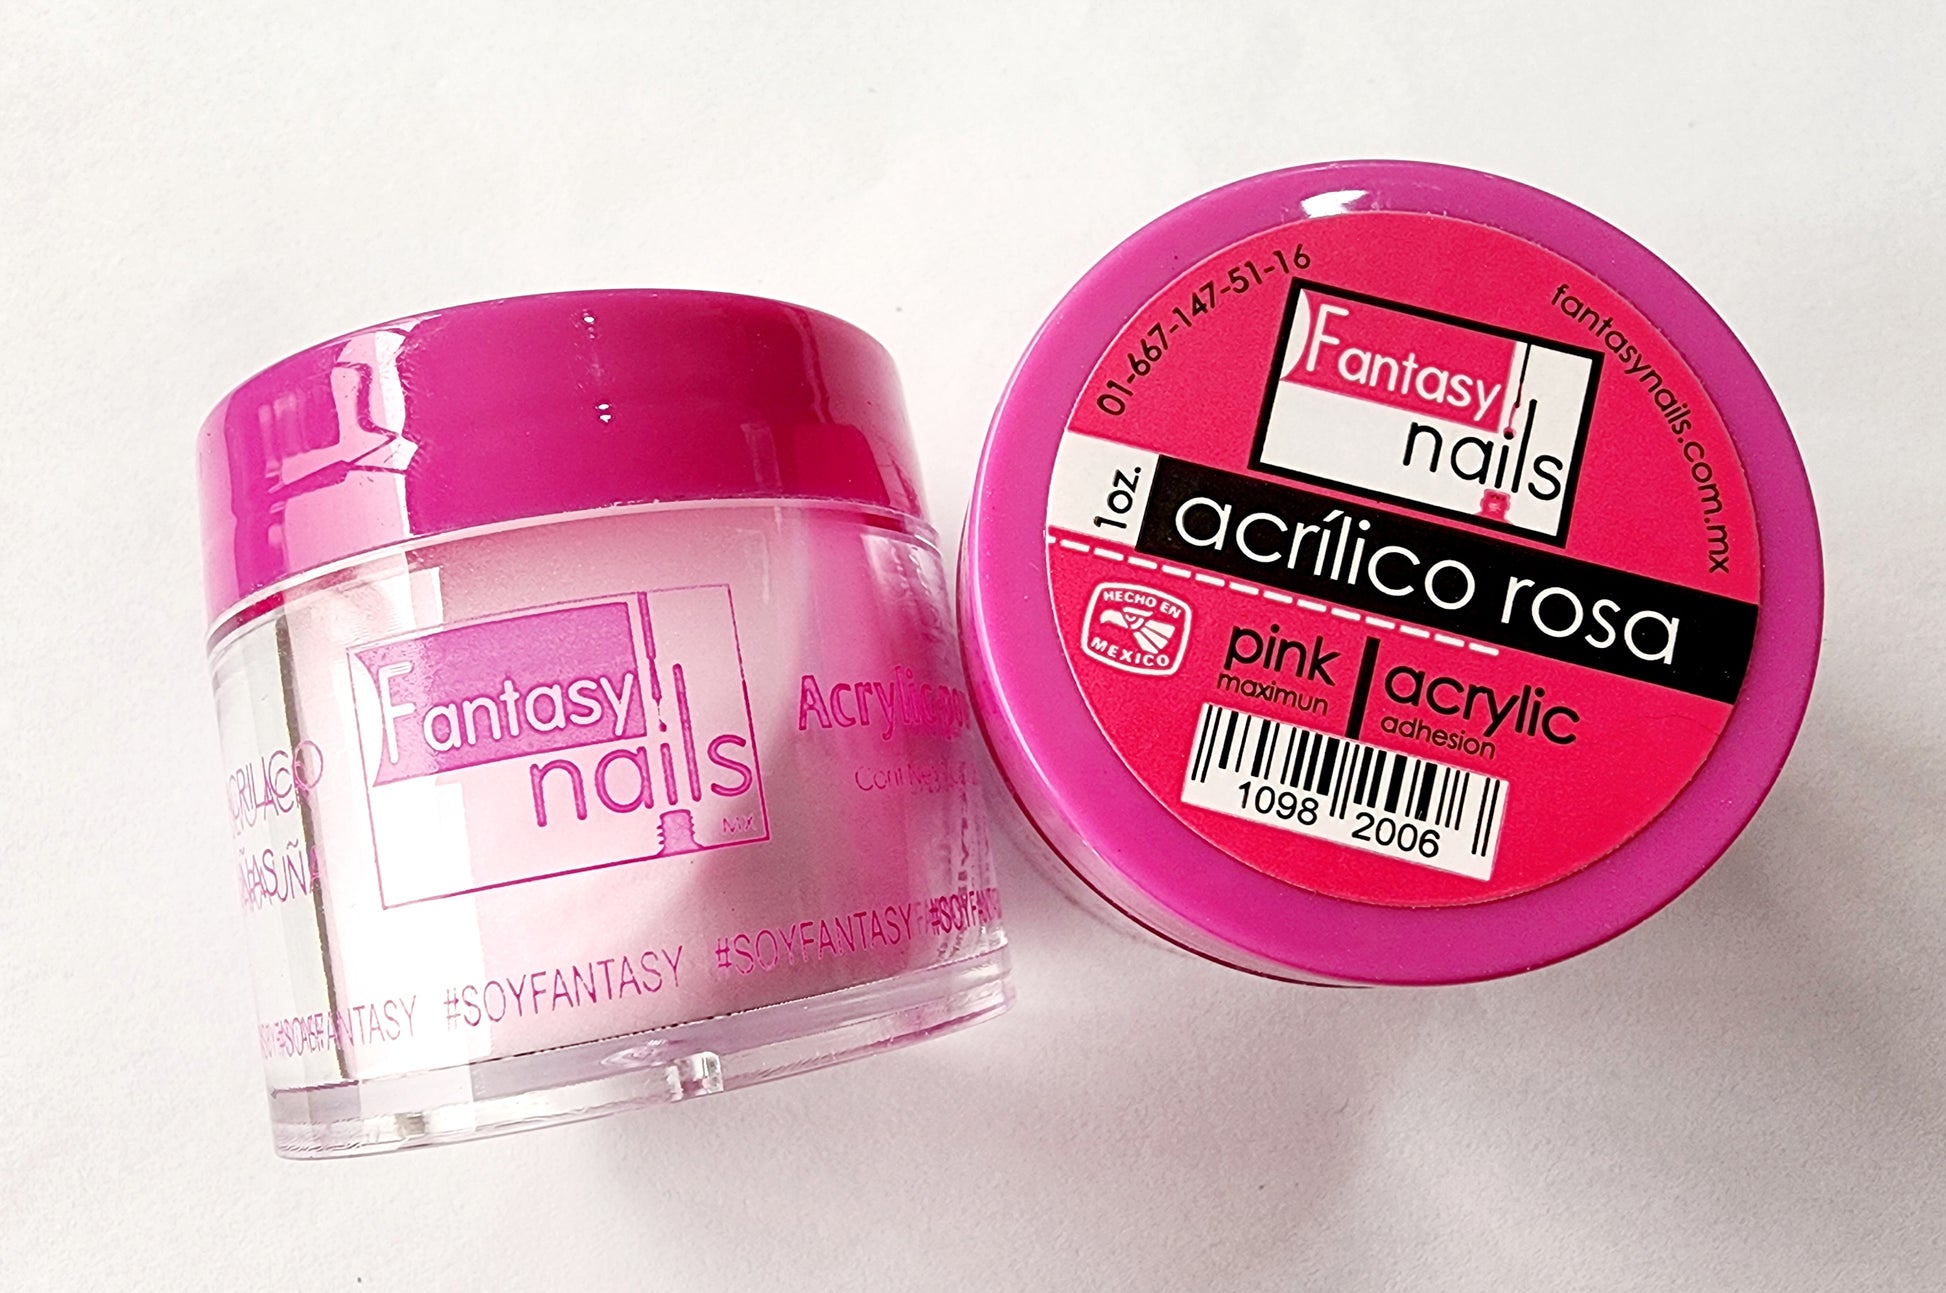 Fantasy
nails
MX
Acrylic
#SOYFANTASY
#SOYFANTASY
01-667-147-51-16
fantasynails.com.mx
Fantasy
nails
1oz.
acrílico rosa
HECHO EN
MEXICO
pink
maximun
acrylic
adhesion
1098 2006